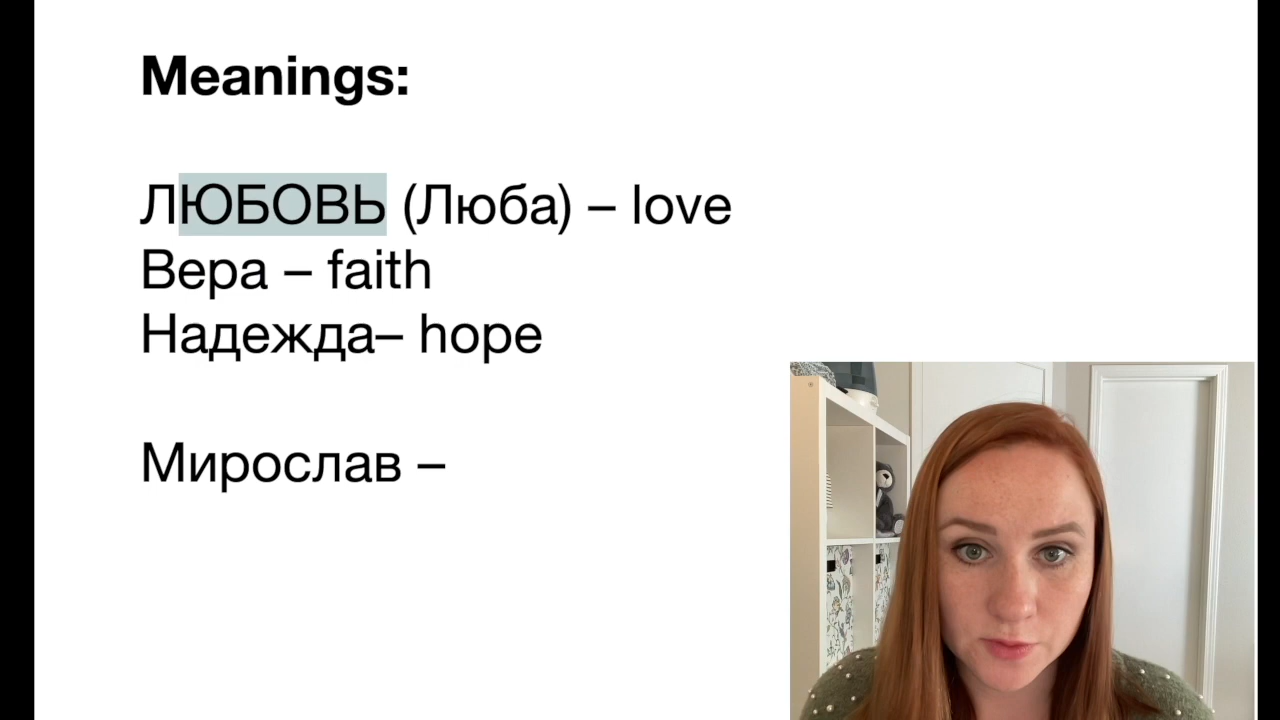 Meanings:
ЛЮБОВЬ (Люба) – love
Вера – faith
Надежда– hope
Мирослав –